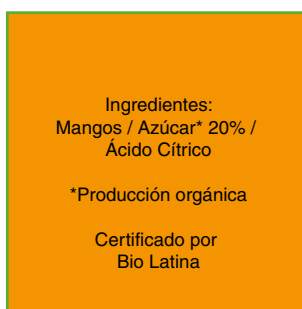 Ingredientes:
Mangos / Azúcar* 20% /
Ácido Cítrico
*Producción orgánica
Certificado por
Bio Latina